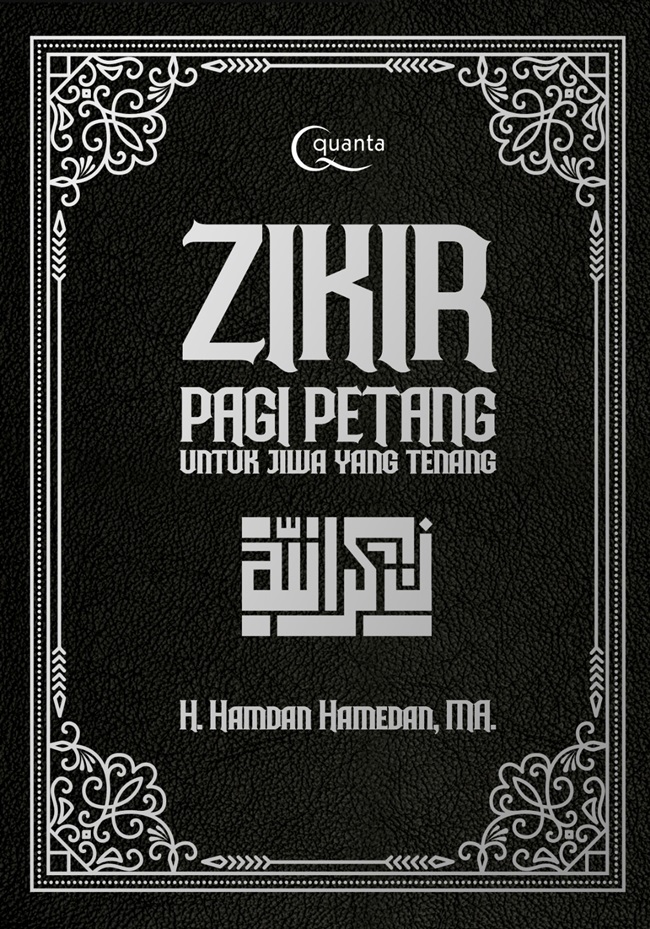 quanta
ZIKIR
PAGI PETANG
UNTUK JIWA YANG TENANG
H. HAMDAN HAMEDAN, MA.